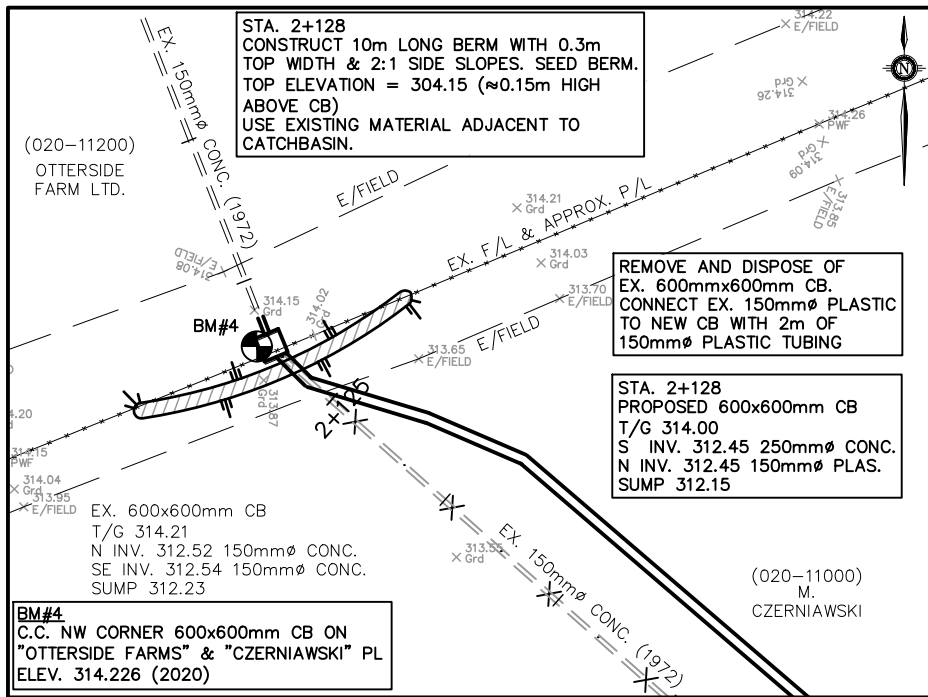 STA. 2+128
CONSTRUCT 10m LONG BERM WITH 0.3m
TOP WIDTH & 2:1 SIDE SLOPES. SEED BERM.
TOP ELEVATION = 304.15 (≈0.15m HIGH
ABOVE CB)
USE EXISTING MATERIAL ADJACENT TO
CATCHBASIN.
EX. 150mmø CONC. (1972)
(020-11200)
OTTERSIDE
FARM LTD.
314.22
E/FIELD
N
314.26
Grd
314.26
PWF
314.09
Grd
313.85
E/FIELD
E/FIELD
314.21
Grd
EX. F/L & APPROX. P/L
314.03
Grd
314.08
E/FIELD
313.70
E/FIELD
REMOVE AND DISPOSE OF
EX. 600mmx600mm CB.
CONNECT EX. 150mmø PLASTIC
TO NEW CB WITH 2m OF
150mmø PLASTIC TUBING
314.15
Grd
314.02
Grd
BM#4
E/FIELD
313.65
E/FIELD
313.87
Grd
2+125
STA. 2+128
PROPOSED 600x600mm CB
T/G 314.00
S INV. 312.45 250mmø CONC.
N INV. 312.45 150mmø PLAS.
SUMP 312.15
4.20
314.15
PWF
314.04
Grd
313.95
E/FIELD
EX. 600x600mm CB
T/G 314.21
N INV. 312.52 150mmø CONC.
SE INV. 312.54 150mmø CONC.
SUMP 312.23
313.55
Grd
EX. 150mmø CONC. (1972)
(020-11000)
M.
CZERNIAWSKI
BM#4
C.C. NW CORNER 600x600mm CB ON
"OTTERSIDE FARMS" & "CZERNIAWSKI" PL
ELEV. 314.226 (2020)